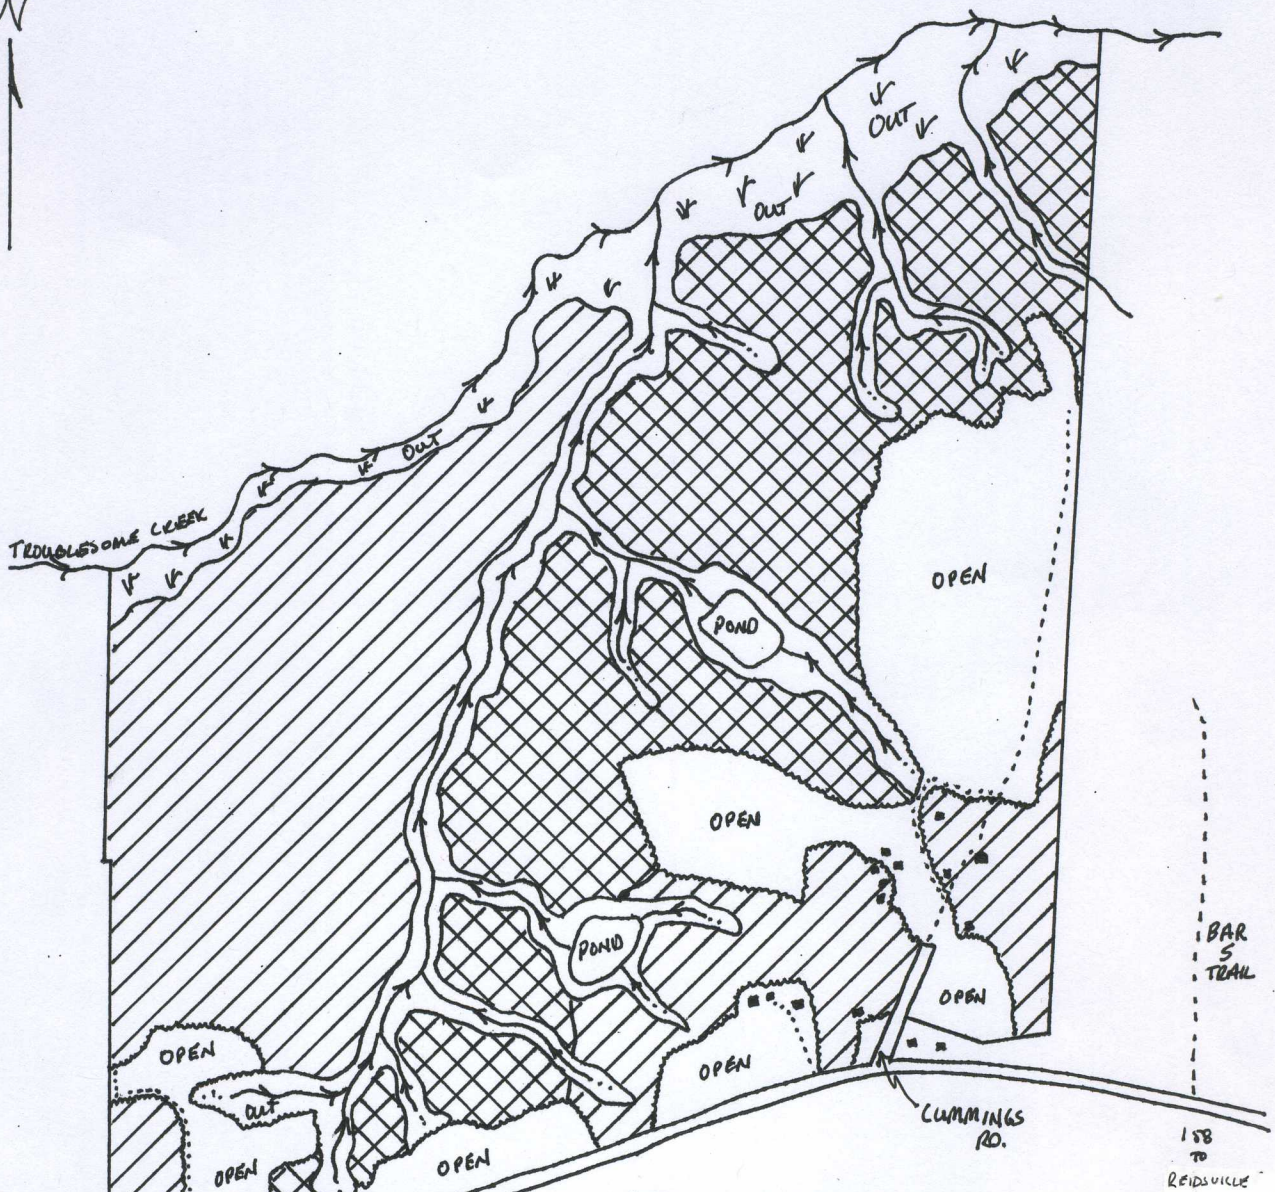 N
OUT
OUT
OUT
TROUBLESOME CREEK
OPEN
POND
OPEN
POND
BAR
S
TRAIL
OPEN
OPEN
OPEN
OUT
CUMMINGS
RD.
OPEN
OPEN
158
TO
REIDSVILLE